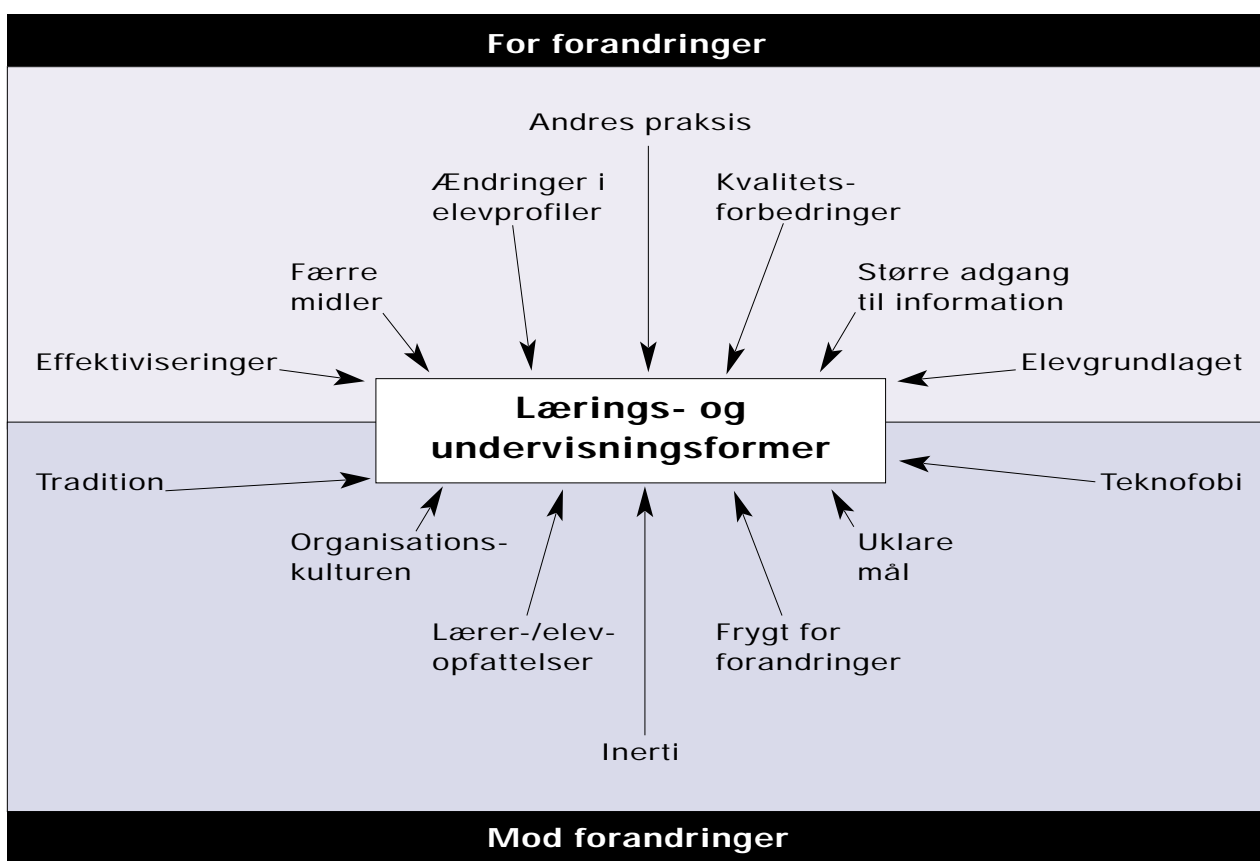 For forandringer
Andres praksis
Ændringer i
elevprofiler
Kvalitets-
forbedringer
Færre
midler
Større adgang
til information
Effektiviseringer
Elevgrundlaget
Lærings- og
undervisningsformer
Tradition
Teknofobi
Organisations-
kulturen
Uklare
mål
Lærer-/elev-
opfattelser
Frygt for
forandringer
Inerti
Mod forandringer